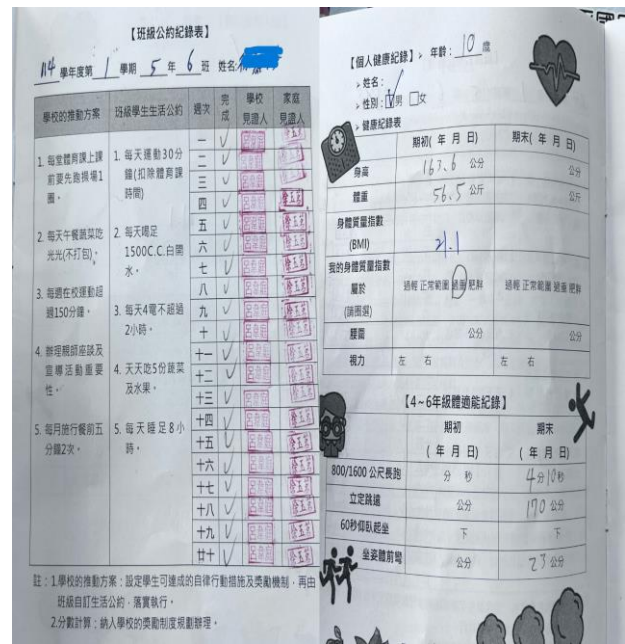 【班級公約紀錄表】
114 學年度第 1 學期 5 年 6 班 姓名:
學校的推動方案 班級學生生活公約 週次 完成 學校見證人 家庭見證人
1. 每堂體育課上課
前要先跑操場1
圈。
2. 每天午餐蔬菜吃
光光(不打包)。
3. 每週在校運動超
過150分鐘。
4. 辦理親師座談及
宣導活動重要
性。
5. 每月施行餐前五
分鐘2次。
1. 每天運動30分
鐘(扣除體育課
時間)
2. 每天喝足
1500C.C.白開
水。
3. 每天4電不超過
2小時。
4. 天天吃5份蔬菜
及水果。
5. 每天睡足8小
時。
一 ✓
二 ✓
三 ✓
四 ✓
五 ✓
六 ✓
七 ✓
八 ✓
九 ✓
十 ✓
十一 ✓
十二 ✓
十三 ✓
十四 ✓
十五 ✓
十六 ✓
十七 ✓
十八 ✓
十九 ✓
廿十 ✓
註:1.學校的推動方案:設定學生可達成的自律行動措施及獎勵機制,再由
班級自訂生活公約,落實執行。
2.分數計算:納入學校的獎勵制度規劃辦理。
【個人健康紀錄】➢ 年齡: 10 歲
➢ 姓名:
➢ 性別:☑男 □女
➢ 健康紀錄表
期初( 年 月 日) 期末( 年 月 日)
身高 167.6 公分 公分
體重 56.5 公斤 公斤
身體質量指數
(BMI) 21.1
我的身體質量指數
屬於
(請圈選) 過輕 正常範圍 過重 肥胖 過輕 正常範圍 過重 肥胖
腰圍 公分 公分
視力 左 右 左 右
【4~6年級體適能紀錄】
期初 期末
( 年 月 日) ( 年 月 日)
800/1600 公尺長跑 分 秒 4分10秒
立定跳遠 公分 170 公分
60秒仰臥起坐 下 下
坐姿體前彎 公分 23 公分